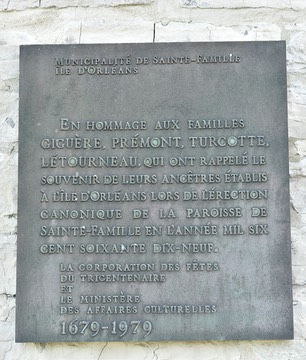 MUNICIPALITÉ DE SAINTE-FAMILLE
ÎLE D'ORLÉANS
EN HOMMAGE AUX FAMILLES
GIGUÈRE, PRÉMONT, TURCOTTE,
LÉTOURNEAU, QUI ONT RAPPELÉ LE
SOUVENIR DE LEURS ANCÊTRES ÉTABLIS
À L'ÎLE D'ORLÉANS LORS DE L'ÉRECTION
CANONIQUE DE LA PAROISSE DE
SAINTE-FAMILLE EN L'ANNÉE MIL SIX
CENT SOIXANTE DIX-NEUF.
LA CORPORATION DES FÊTES
DU TRICENTENAIRE
ET
LE MINISTÈRE
DES AFFAIRES CULTURELLES
1679-1979